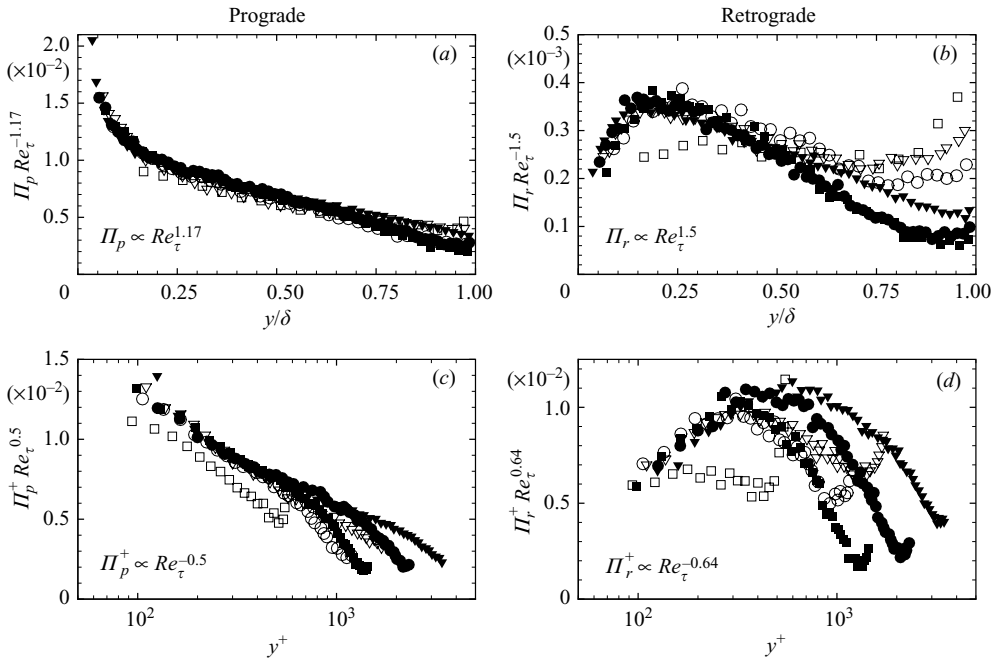 Prograde
Retrograde
2.0
(×10⁻²)
1.5
1.0
0.5
0
0.25
0.50
0.75
1.00
(a)
Π_p Re_τ^{-1.17}
Π_p ∝ Re_τ^{1.17}
y/δ
0.5
(×10⁻³)
0.4
0.3
0.2
0.1
0
0.25
0.50
0.75
1.00
(b)
Π_r Re_τ^{-1.5}
Π_r ∝ Re_τ^{1.5}
y/δ
1.5
(×10⁻²)
1.0
0.5
0
10²
10³
(c)
Π_p^+ Re_τ^{0.5}
Π_p^+ ∝ Re_τ^{-0.5}
y⁺
(×10⁻²)
1.0
0.5
0
10²
10³
(d)
Π_r^+ Re_τ^{0.64}
Π_r^+ ∝ Re_τ^{-0.64}
y⁺